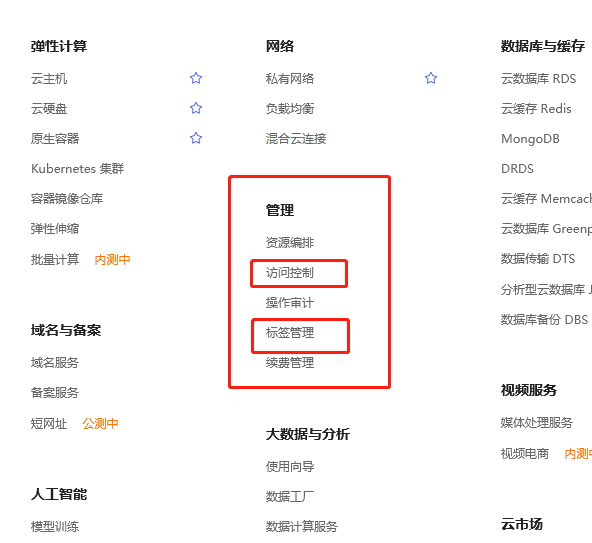 弹性计算
云主机
云硬盘
原生容器
Kubernetes 集群
容器镜像仓库
弹性伸缩
批量计算 内测中
域名与备案
域名服务
备案服务
短网址 公测中
人工智能
模型训练
网络
私有网络
负载均衡
混合云连接
管理
资源编排
访问控制
操作审计
标签管理
续费管理
大数据与分析
使用向导
数据工厂
数据计算服务
数据库与缓存
云数据库 RDS
云缓存 Redis
MongoDB
DRDS
云缓存 Memcach
云数据库 Greenp
数据传输 DTS
分析型云数据库 J
数据库备份 DBS
视频服务
媒体处理服务
视频电商 内测中
云市场